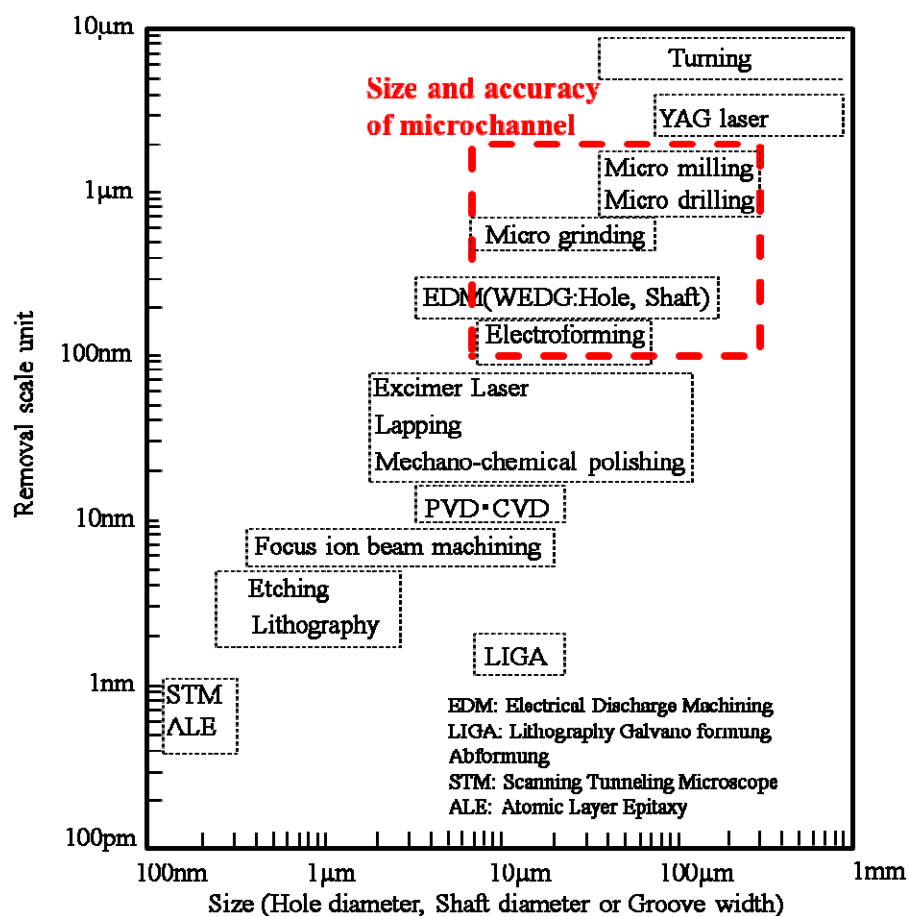 10μm
Turning
Size and accuracy
of microchannel
YAG laser
Micro milling
1μm
Micro drilling
Micro grinding
EDM(WEDG:Hole, Shaft)
Electroforming
100nm
Excimer Laser
Lapping
Mechano-chemical polishing
Removal scale unit
PVD・CVD
10nm
Focus ion beam machining
Etching
Lithography
LIGA
1nm
STM
ALE
EDM: Electrical Discharge Machining
LIGA: Lithography Galvano formung
Abformung
STM: Scanning Tunneling Microscope
ALE: Atomic Layer Epitaxy
100pm
100nm 1μm 10μm 100μm 1mm
Size (Hole diameter, Shaft diameter or Groove width)